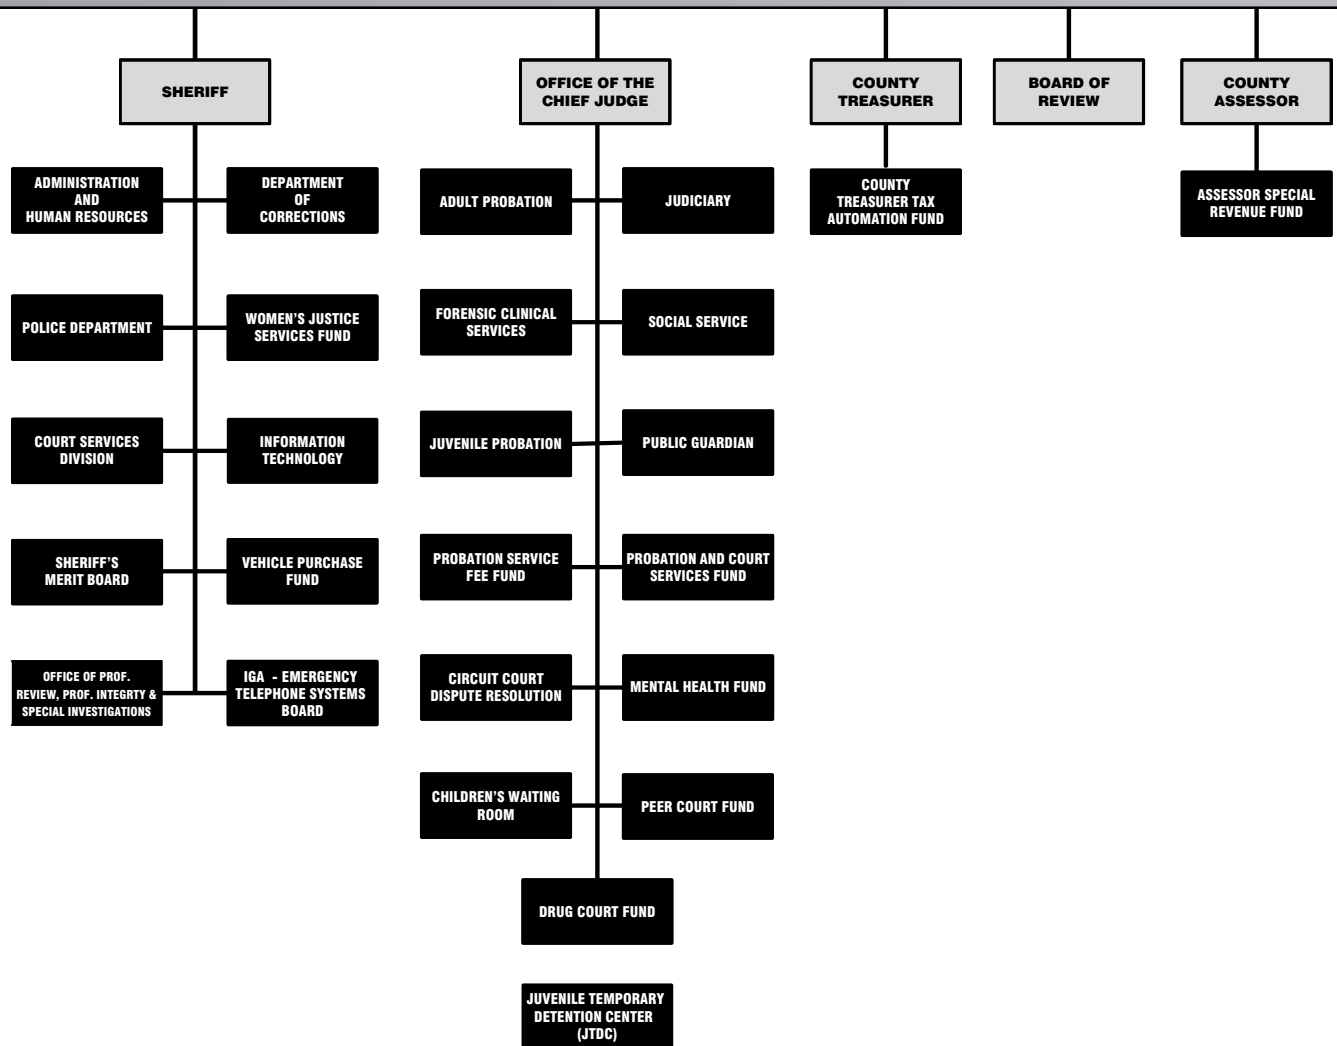 SHERIFF
OFFICE OF THE
CHIEF JUDGE
COUNTY
TREASURER
BOARD OF
REVIEW
COUNTY
ASSESSOR
ADMINISTRATION
AND
HUMAN RESOURCES
DEPARTMENT
OF
CORRECTIONS
POLICE DEPARTMENT
WOMEN'S JUSTICE
SERVICES FUND
COURT SERVICES
DIVISION
INFORMATION
TECHNOLOGY
SHERIFF'S
MERIT BOARD
VEHICLE PURCHASE
FUND
OFFICE OF PROF.
REVIEW, PROF. INTEGRTY &
SPECIAL INVESTIGATIONS
IGA - EMERGENCY
TELEPHONE SYSTEMS
BOARD
ADULT PROBATION
JUDICIARY
FORENSIC CLINICAL
SERVICES
SOCIAL SERVICE
JUVENILE PROBATION
PUBLIC GUARDIAN
PROBATION SERVICE
FEE FUND
PROBATION AND COURT
SERVICES FUND
CIRCUIT COURT
DISPUTE RESOLUTION
MENTAL HEALTH FUND
CHILDREN'S WAITING
ROOM
PEER COURT FUND
DRUG COURT FUND
JUVENILE TEMPORARY
DETENTION CENTER
(JTDC)
COUNTY
TREASURER TAX
AUTOMATION FUND
ASSESSOR SPECIAL
REVENUE FUND